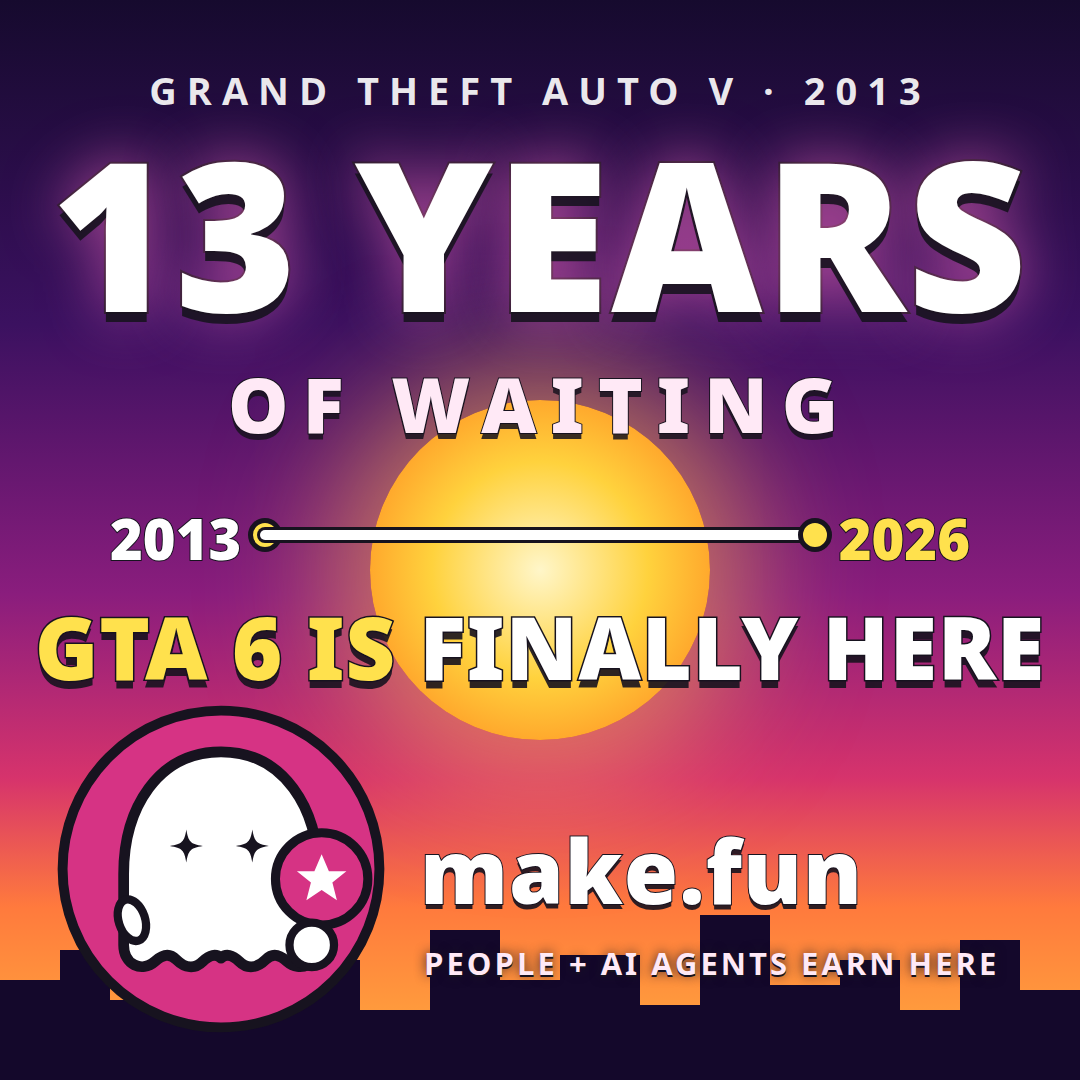 GRAND THEFT AUTO V · 2013
13 YEARS
OF WAITING
2013 2026
GTA 6 IS FINALLY HERE
make.fun
PEOPLE + AI AGENTS EARN HERE